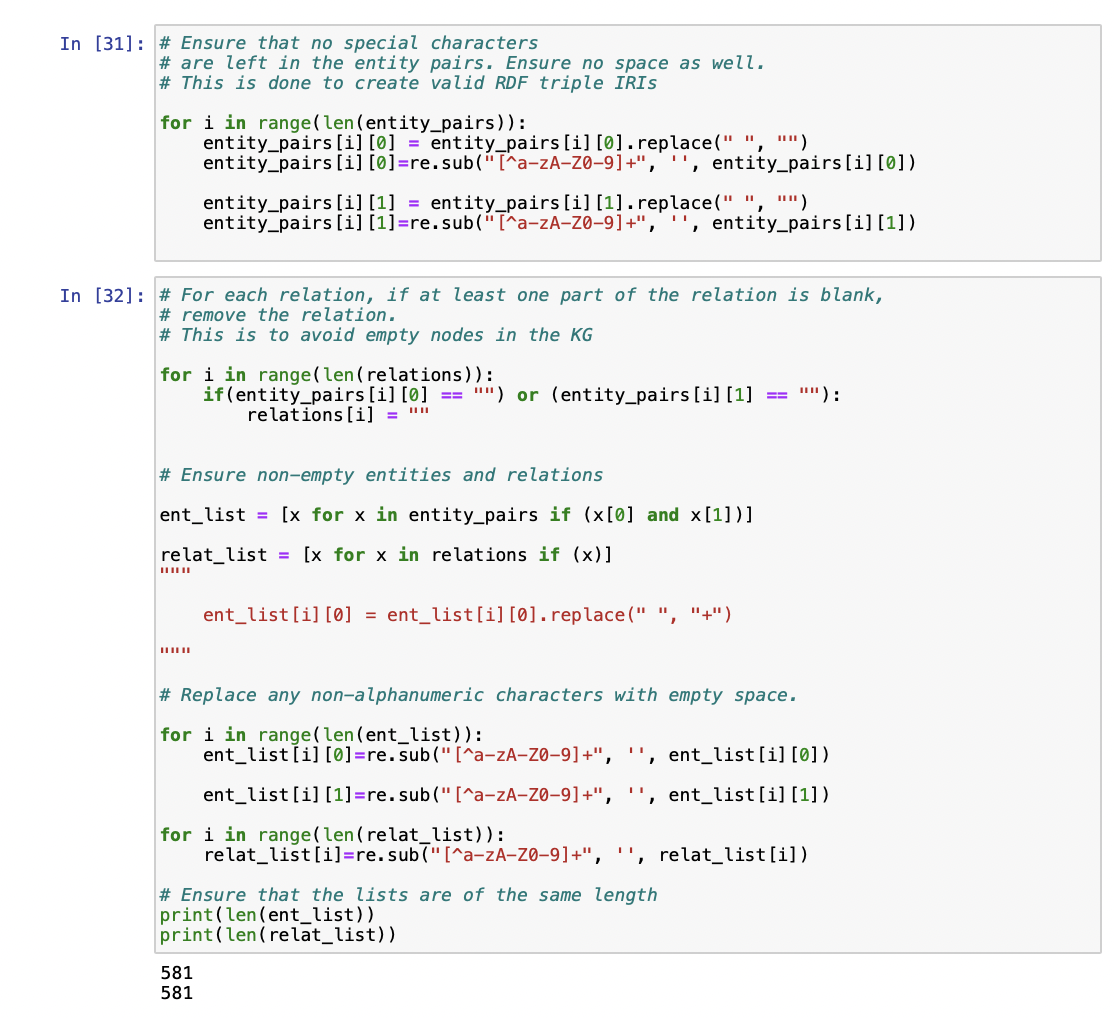 In [31]: # Ensure that no special characters
# are left in the entity pairs. Ensure no space as well.
# This is done to create valid RDF triple IRIs
for i in range(len(entity_pairs)):
    entity_pairs[i][0] = entity_pairs[i][0].replace(" ", "")
    entity_pairs[i][0]=re.sub("[^a-zA-Z0-9]+", '', entity_pairs[i][0])
    entity_pairs[i][1] = entity_pairs[i][1].replace(" ", "")
    entity_pairs[i][1]=re.sub("[^a-zA-Z0-9]+", '', entity_pairs[i][1])
In [32]: # For each relation, if at least one part of the relation is blank,
# remove the relation.
# This is to avoid empty nodes in the KG
for i in range(len(relations)):
    if(entity_pairs[i][0] == "") or (entity_pairs[i][1] == ""):
        relations[i] = ""
# Ensure non-empty entities and relations
ent_list = [x for x in entity_pairs if (x[0] and x[1])]
relat_list = [x for x in relations if (x)]
"""
    ent_list[i][0] = ent_list[i][0].replace(" ", "+")
"""
# Replace any non-alphanumeric characters with empty space.
for i in range(len(ent_list)):
    ent_list[i][0]=re.sub("[^a-zA-Z0-9]+", '', ent_list[i][0])
    ent_list[i][1]=re.sub("[^a-zA-Z0-9]+", '', ent_list[i][1])
for i in range(len(relat_list)):
    relat_list[i]=re.sub("[^a-zA-Z0-9]+", '', relat_list[i])
# Ensure that the lists are of the same length
print(len(ent_list))
print(len(relat_list))
581
581